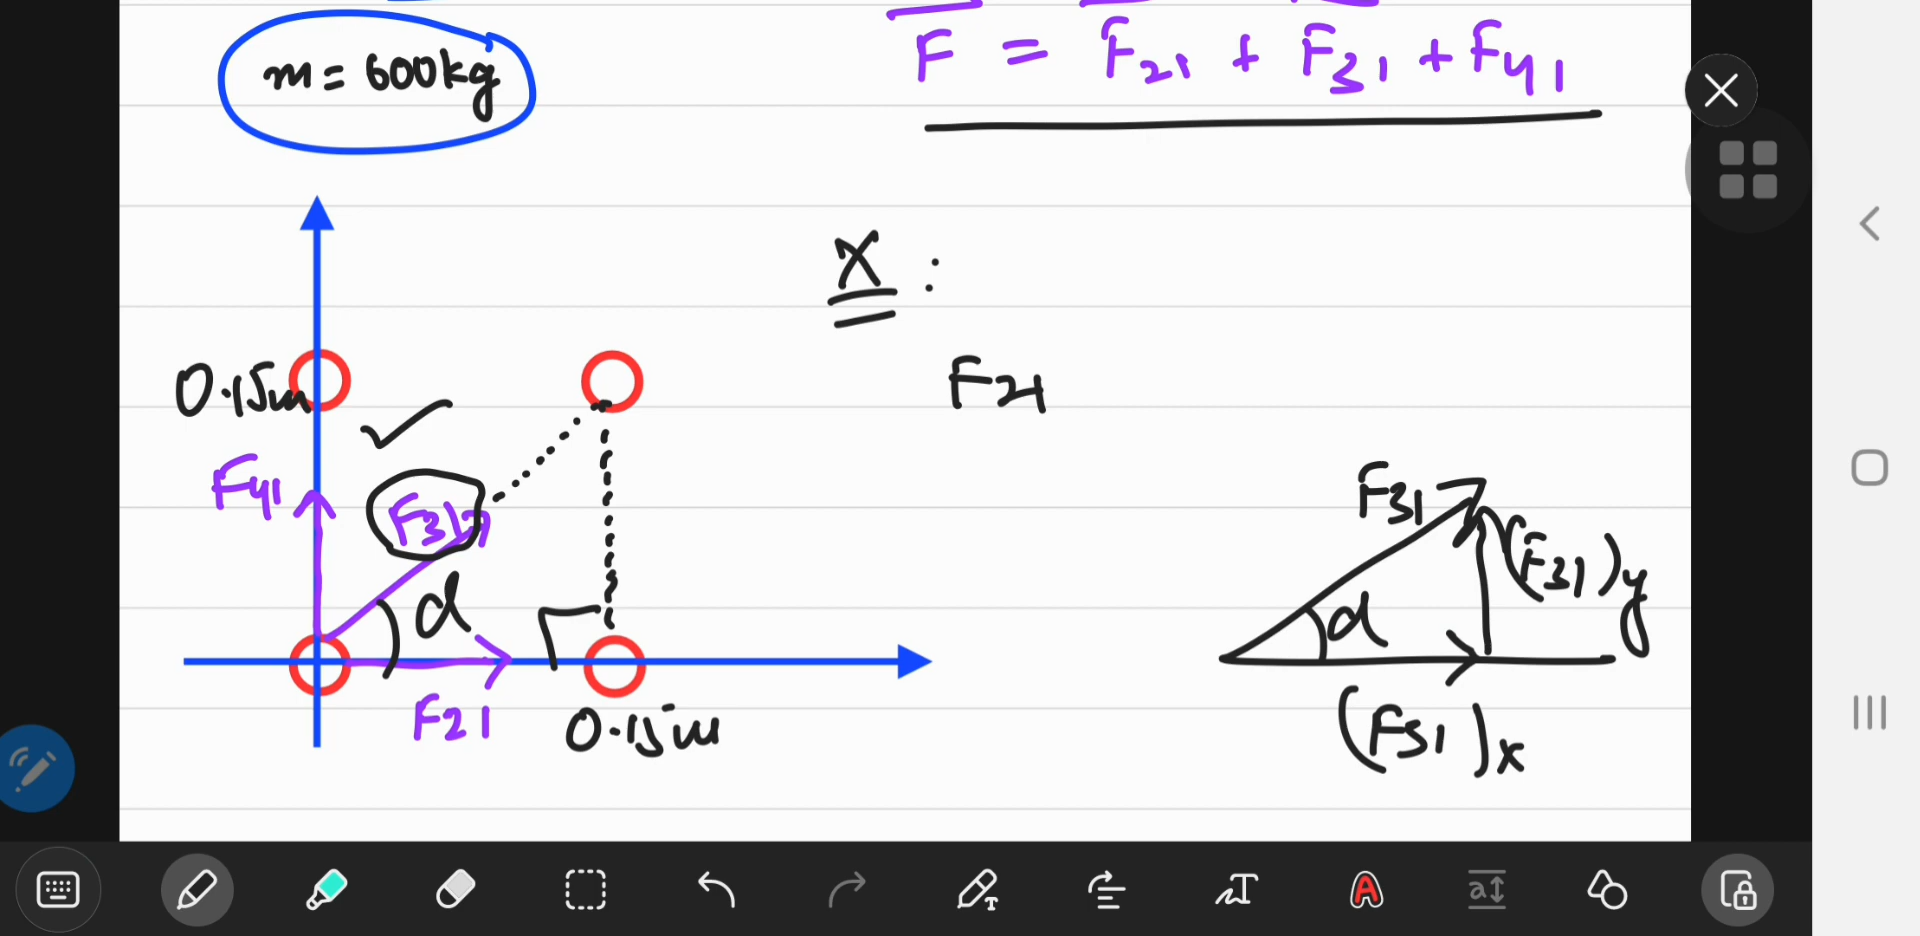 m = 600kg
F = F21 + F31 + F41
X :
0.15m
F21
F41
F31
F31
(F31)y
α
α
F21
0.15m
(F31)x